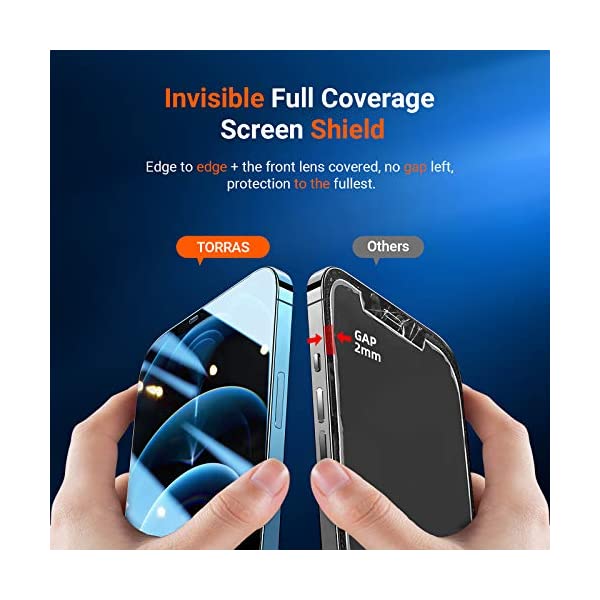 Invisible Full Coverage
Screen Shield
Edge to edge + the front lens covered, no gap left,
protection to the fullest.
TORRAS
Others
GAP
2mm